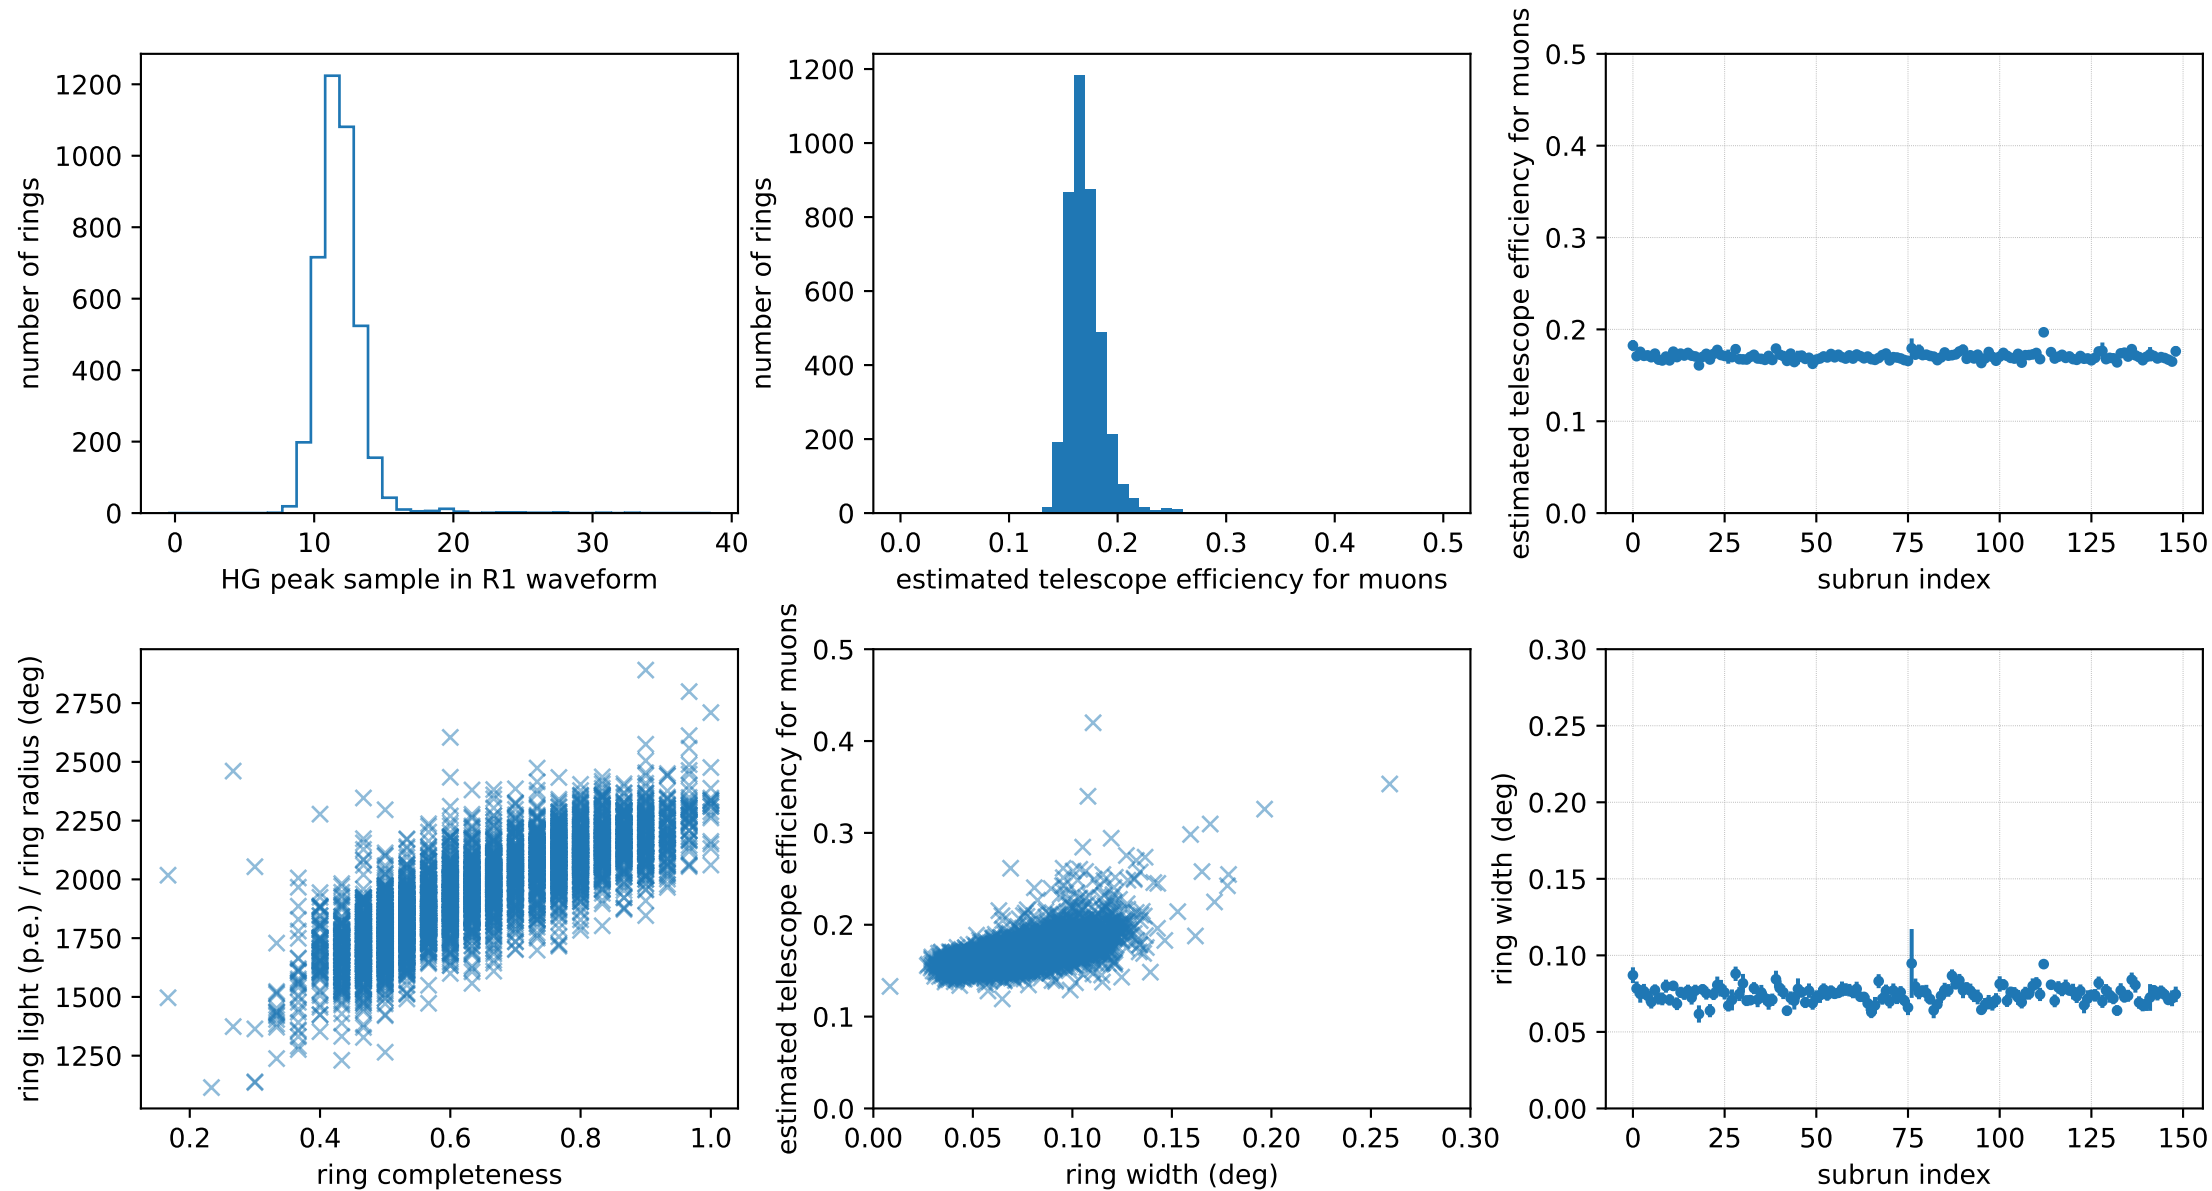 number of rings
1200
1000
800
600
400
200
0
0 10 20 30 40
HG peak sample in R1 waveform
number of rings
1200
1000
800
600
400
200
0
0.0 0.1 0.2 0.3 0.4 0.5
estimated telescope efficiency for muons
estimated telescope efficiency for muons
0.5
0.4
0.3
0.2
0.1
0.0
0 25 50 75 100 125 150
subrun index
ring light (p.e.) / ring radius (deg)
2750
2500
2250
2000
1750
1500
1250
0.2 0.4 0.6 0.8 1.0
ring completeness
estimated telescope efficiency for muons
0.5
0.4
0.3
0.2
0.1
0.0
0.00 0.05 0.10 0.15 0.20 0.25 0.30
ring width (deg)
ring width (deg)
0.30
0.25
0.20
0.15
0.10
0.05
0.00
0 25 50 75 100 125 150
subrun index